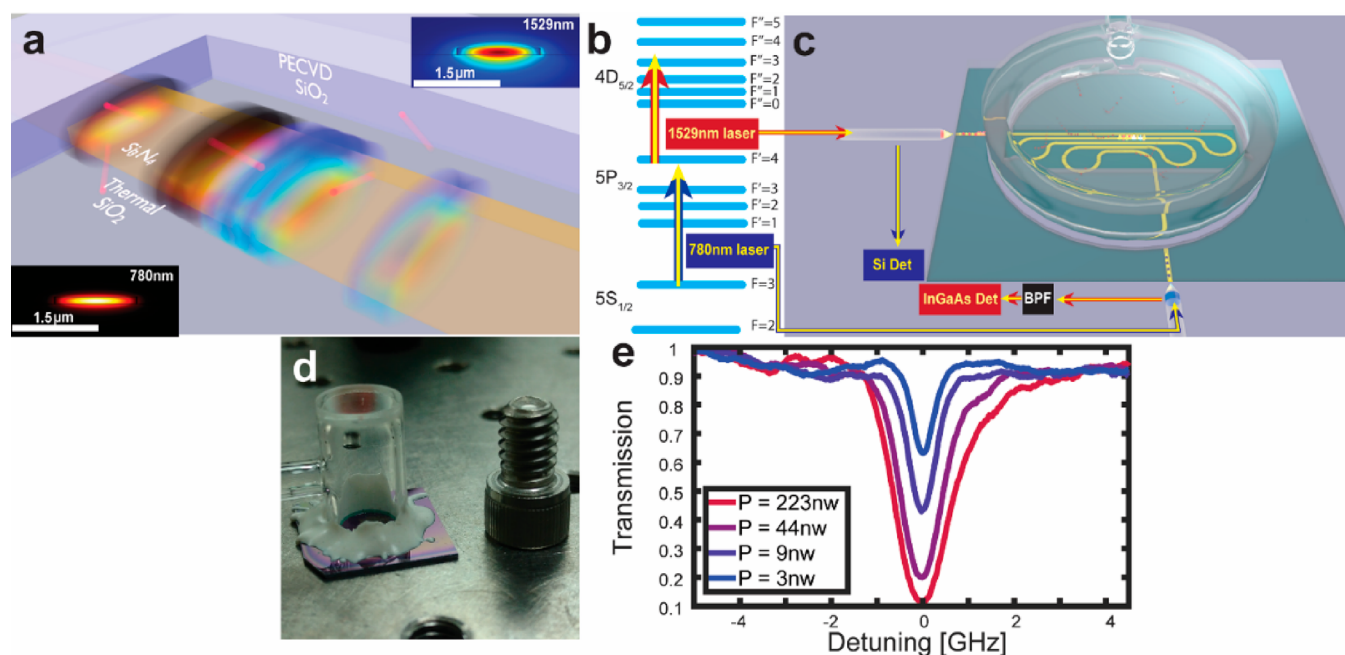 a
1529nm
1.5μm
PECVD
SiO2
Si3N4
Thermal
SiO2
780nm
1.5μm
b
F"=5
F"=4
F"=3
4D5/2
F"=2
F"=1
F"=0
1529nm laser
F'=4
5P3/2
F'=3
F'=2
F'=1
780nm laser
F=3
5S1/2
F=2
c
Si Det
InGaAs Det
BPF
d
e
Transmission
1
0.9
0.8
0.7
0.6
0.5
0.4
0.3
0.2
0.1
P = 223nw
P = 44nw
P = 9nw
P = 3nw
-4
-2
0
2
4
Detuning [GHz]